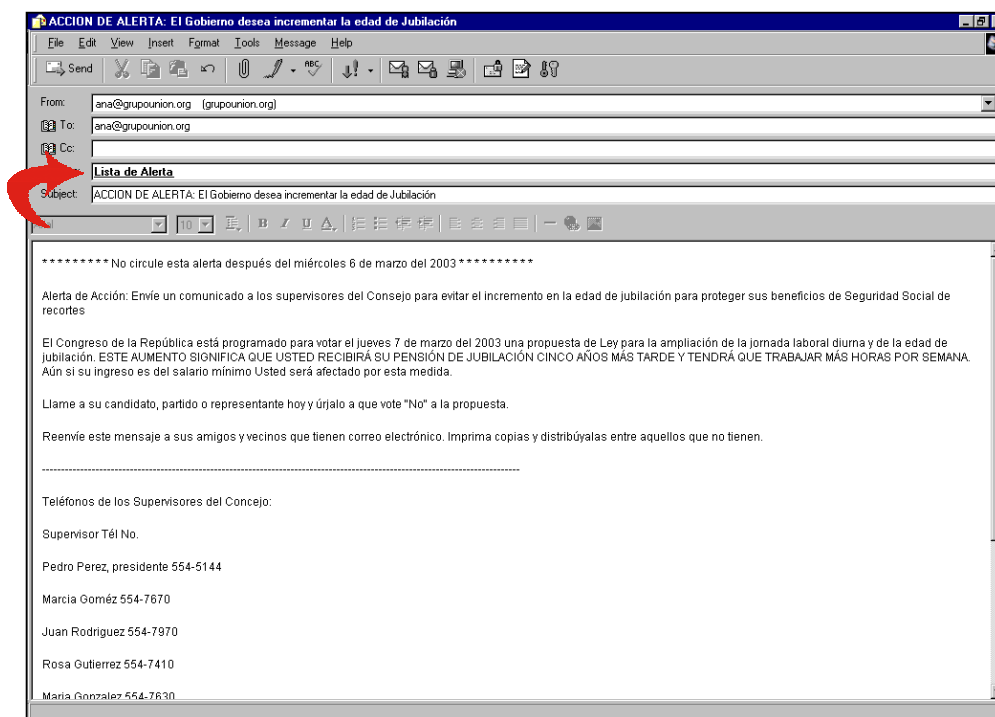 ACCION DE ALERTA: El Gobierno desea incrementar la edad de Jubilación
File Edit View Insert Format Tools Message Help
Send ABC
From: ana@grupounion.org (grupounion.org)
To: ana@grupounion.org
Cc:
Lista de Alerta
Subject: ACCION DE ALERTA: El Gobierno desea incrementar la edad de Jubilación
10 B I U A
* * * * * * * * * No circule esta alerta después del miércoles 6 de marzo del 2003 * * * * * * * * * *
Alerta de Acción: Envíe un comunicado a los supervisores del Consejo para evitar el incremento en la edad de jubilación para proteger sus beneficios de Seguridad Social de
recortes
El Congreso de la República está programado para votar el jueves 7 de marzo del 2003 una propuesta de Ley para la ampliación de la jornada laboral diurna y de la edad de
jubilación. ESTE AUMENTO SIGNIFICA QUE USTED RECIBIRÁ SU PENSIÓN DE JUBILACIÓN CINCO AÑOS MÁS TARDE Y TENDRÁ QUE TRABAJAR MÁS HORAS POR SEMANA.
Aún si su ingreso es del salario mínimo Usted será afectado por esta medida.
Llame a su candidato, partido o representante hoy y úrjalo a que vote "No" a la propuesta.
Reenvíe este mensaje a sus amigos y vecinos que tienen correo electrónico. Imprima copias y distribúyalas entre aquellos que no tienen.
Teléfonos de los Supervisores del Concejo:
Supervisor Tél No.
Pedro Perez, presidente 554-5144
Marcia Goméz 554-7670
Juan Rodriguez 554-7970
Rosa Gutierrez 554-7410
Maria Gonzalez 554-7630